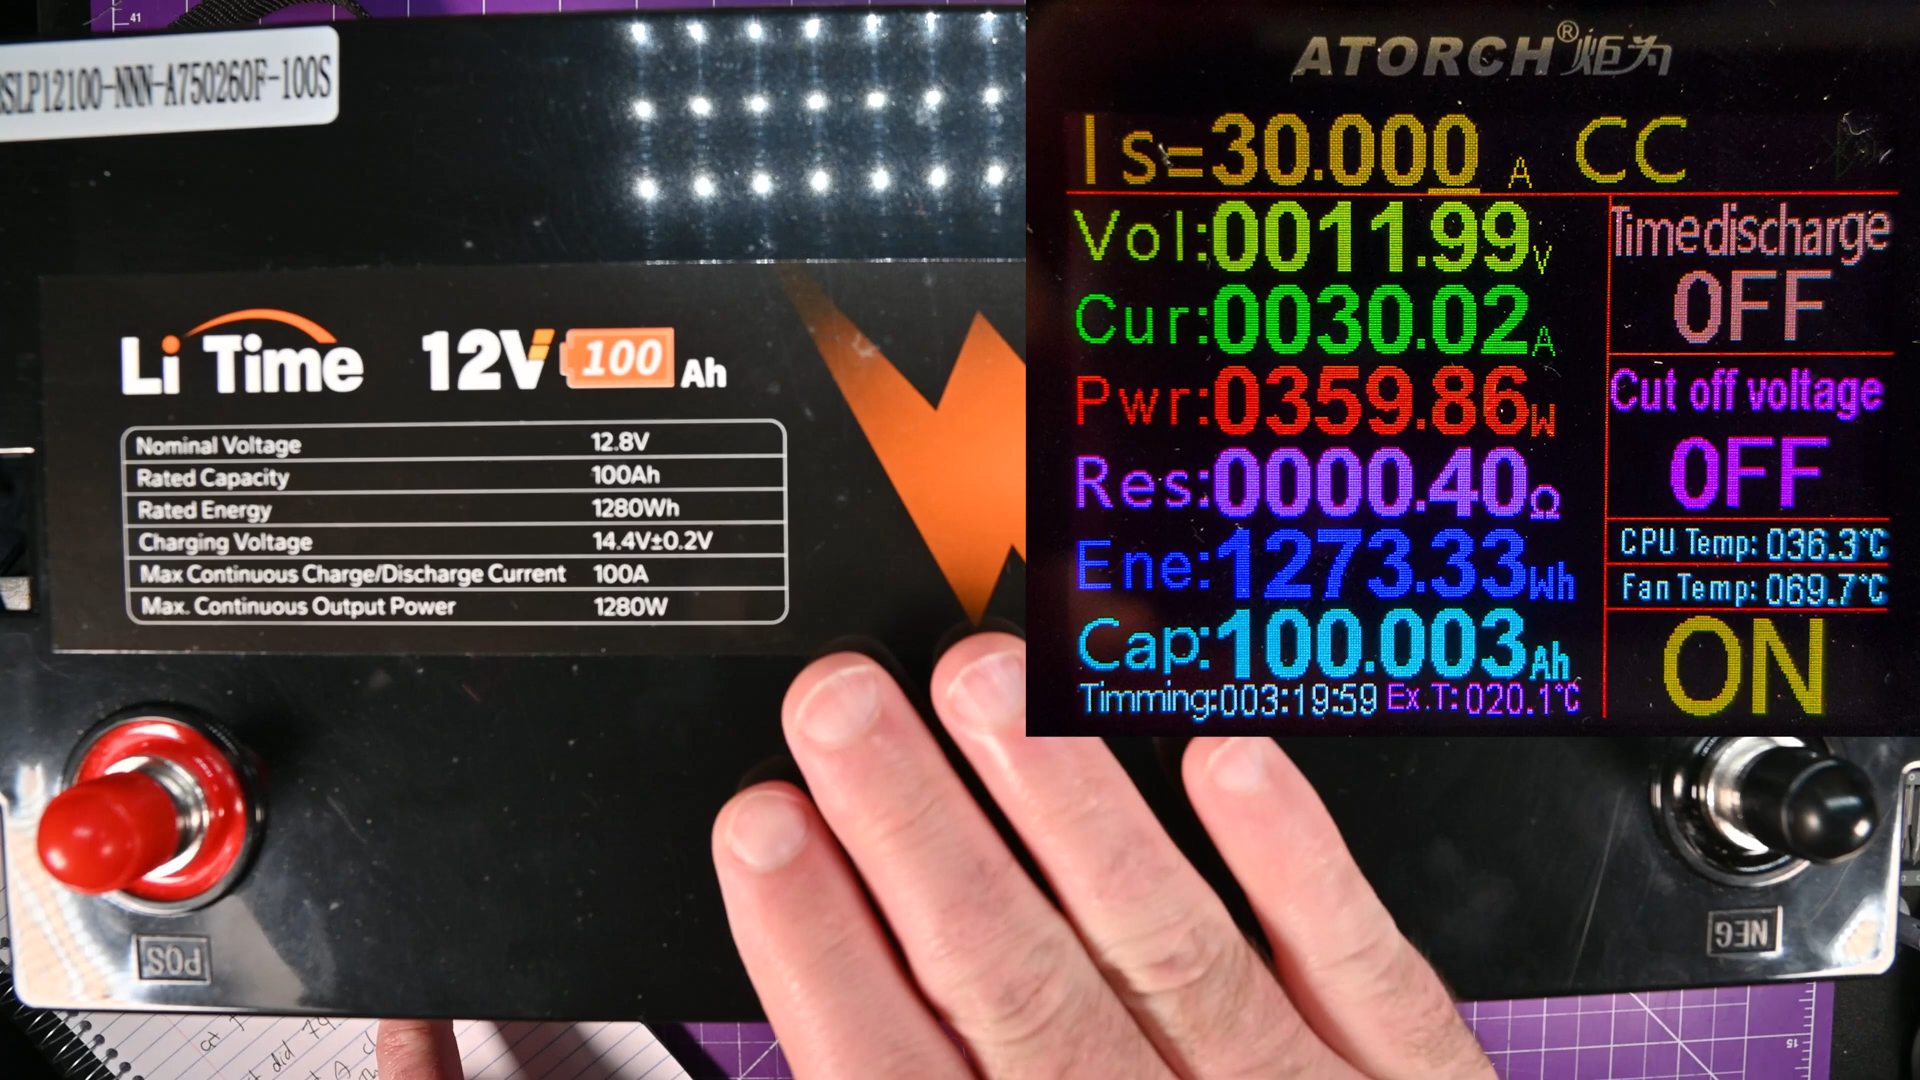 SLP12100-NNN-A750260F-100S
Li Time 12V 100 Ah
Nominal Voltage 12.8V
Rated Capacity 100Ah
Rated Energy 1280Wh
Charging Voltage 14.4V±0.2V
Max Continuous Charge/Discharge Current 100A
Max. Continuous Output Power 1280W
POS
NEG
41
15
did
ATORCH®炬为
IS=30.000 A CC
Vol:0011.99V
Cur:0030.02A
Pwr:0359.86W
Res:0000.40Ω
Ene:1273.33Wh
Cap:100.003Ah
Timming:003:19:59 Ex.T:020.1℃
Timedischarge
OFF
Cut off voltage
OFF
CPU Temp: 036.3℃
Fan Temp: 069.7℃
ON